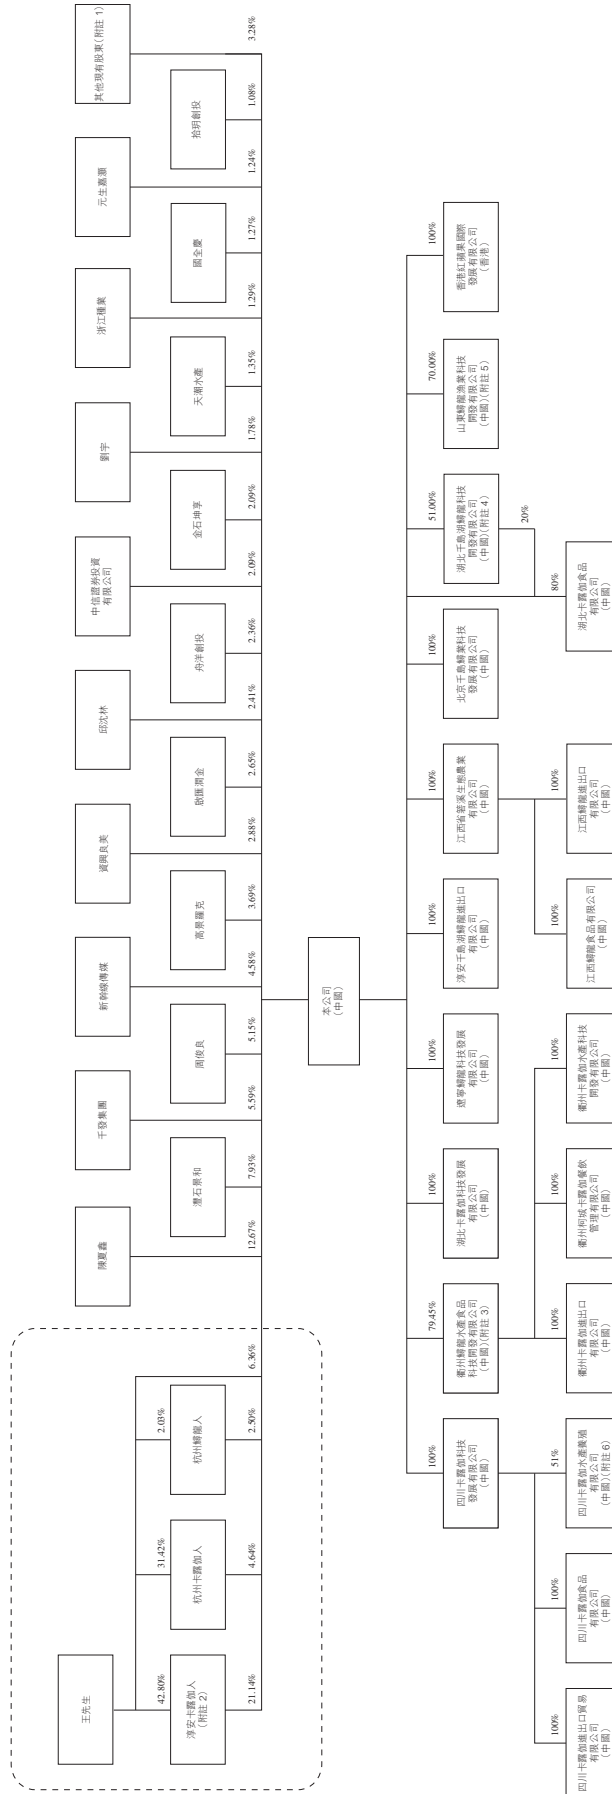 王先生
42.80%
31.42%
2.03%
淳安卡露伽人
(附註 2)
杭州卡露伽人
杭州鱘龍人
21.14%
4.64%
2.50%
6.36%
陳夏鑫
12.67%
灃石景和
7.93%
千發集團
5.59%
周俊良
5.15%
新幹線傳媒
4.58%
高景羅克
3.69%
資興良美
2.88%
啟匯潤金
2.65%
邱沈林
2.41%
舟洋創投
2.36%
中信證券投資
有限公司
2.09%
金石坤享
2.09%
劉宇
1.78%
天潮水產
1.35%
浙江種業
1.29%
國全慶
1.27%
元生嘉灝
1.24%
拾玥創投
1.08%
其他現有股東(附註 1)
3.28%
本公司
(中國)
100%
79.45%
100%
100%
100%
100%
100%
51.00%
70.00%
100%
四川卡露伽科技
發展有限公司
(中國)
衢州鱘龍水產食品
科技開發有限公司
(中國)(附註 3)
湖北卡露伽科技發展
有限公司
(中國)
遼寧鱘龍科技發展
有限公司
(中國)
淳安千島湖鱘龍進出口
有限公司
(中國)
江西省箬溪生態農業
有限公司
(中國)
北京千島鱘業科技
發展有限公司
(中國)
湖北千島湖鱘龍科技
開發有限公司
(中國)(附註 4)
山東鱘龍漁業科技
開發有限公司
(中國)(附註 5)
香港紅蘋果國際
發展有限公司
(香港)
100%
100%
51%
100%
100%
100%
100%
100%
80%
20%
四川卡露伽進出口貿易
有限公司
(中國)
四川卡露伽食品
有限公司
(中國)
四川卡露伽水產養殖
有限公司
(中國)(附註 6)
衢州卡露伽進出口
有限公司
(中國)
衢州柯城卡露伽餐飲
管理有限公司
(中國)
衢州卡露伽水產科技
開發有限公司
(中國)
江西鱘龍食品有限公司
(中國)
江西鱘龍進出口
有限公司
(中國)
湖北卡露伽食品
有限公司
(中國)